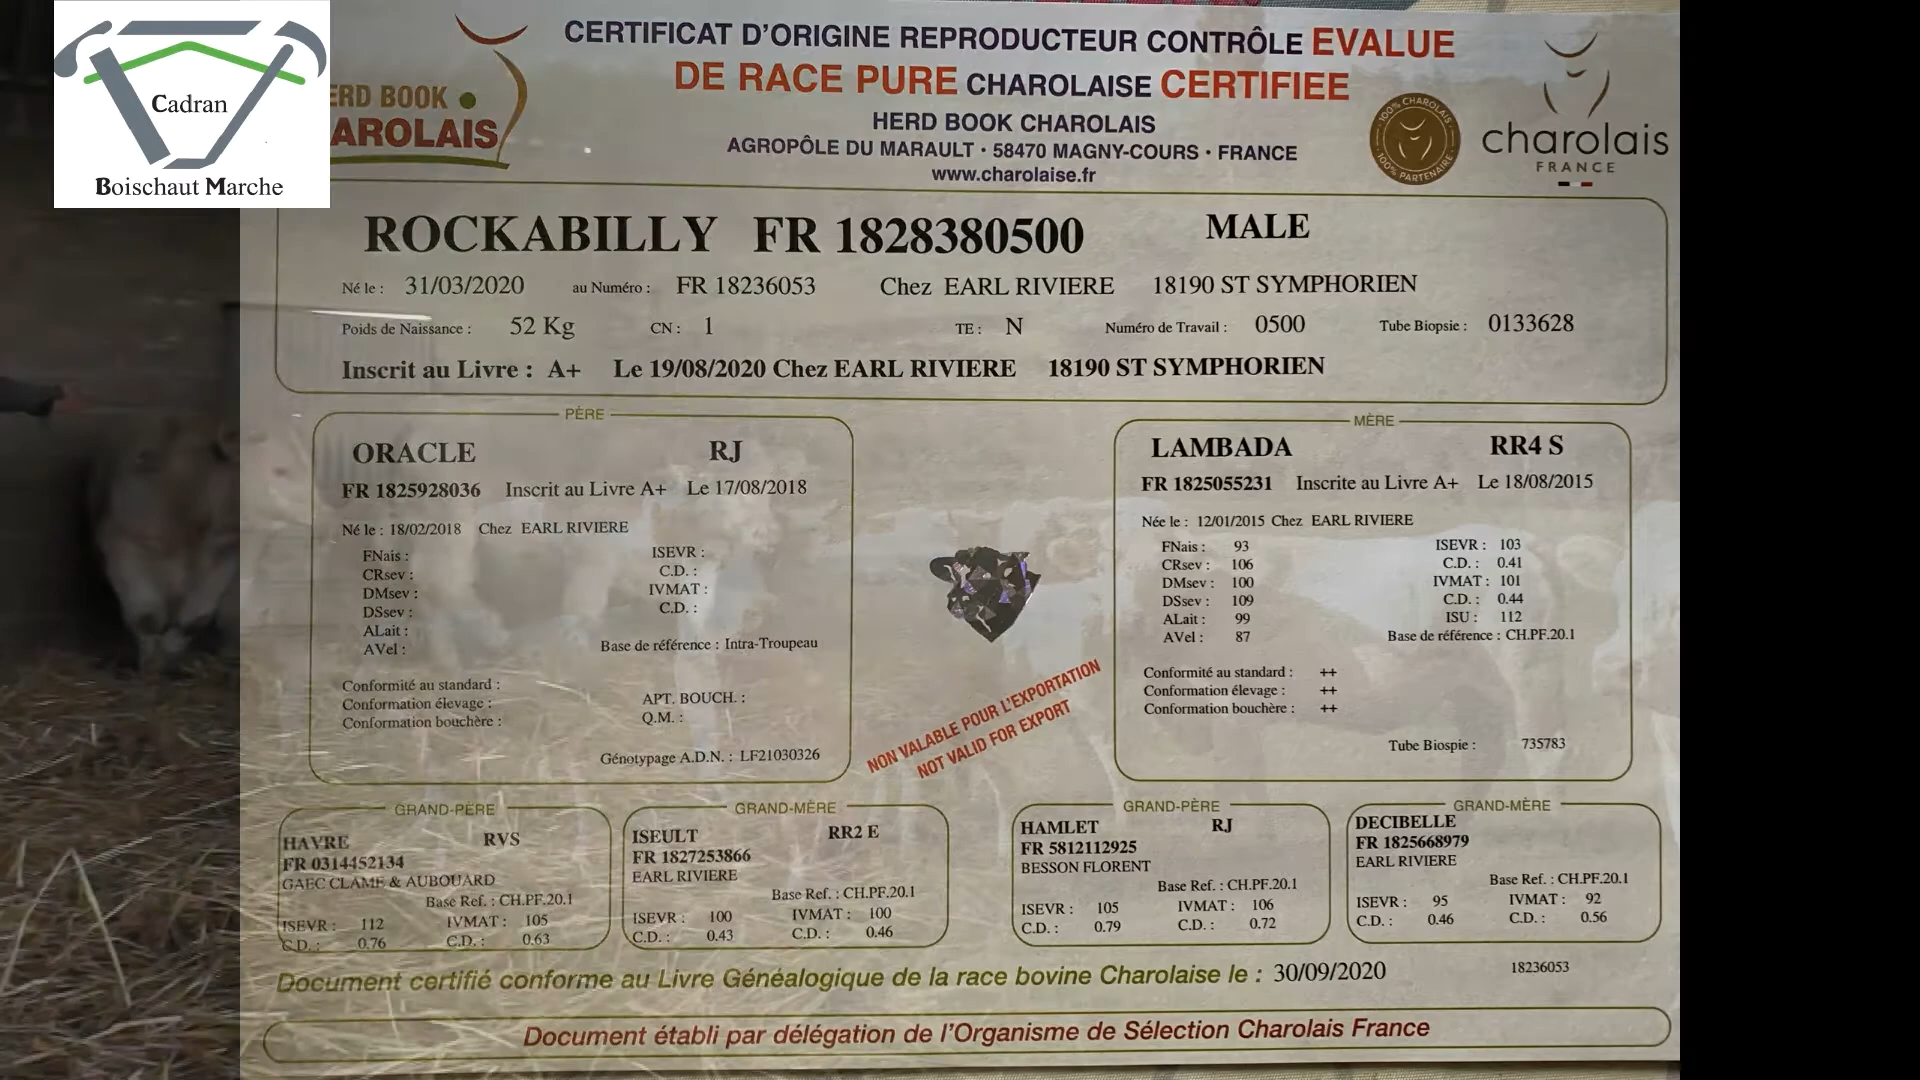 Cadran
Boischaut Marche
CERTIFICAT D'ORIGINE REPRODUCTEUR CONTRÔLE EVALUE
DE RACE PURE CHAROLAISE CERTIFIEE
HERD BOOK CHAROLAIS
AGROPÔLE DU MARAULT • 58470 MAGNY-COURS • FRANCE
www.charolaise.fr
ERD BOOK
AROLAIS
100% CHAROLAIS
100% PARTENAIRE
charolais
FRANCE
ROCKABILLY FR 1828380500 MALE
Né le : 31/03/2020 au Numéro : FR 18236053 Chez EARL RIVIERE 18190 ST SYMPHORIEN
Poids de Naissance : 52 Kg CN : 1 TE : N Numéro de Travail : 0500 Tube Biopsie : 0133628
Inscrit au Livre : A+ Le 19/08/2020 Chez EARL RIVIERE 18190 ST SYMPHORIEN
PÈRE
ORACLE RJ
FR 1825928036 Inscrit au Livre A+ Le 17/08/2018
Né le : 18/02/2018 Chez EARL RIVIERE
FNais : ISEVR :
CRsev : C.D. :
DMsev : IVMAT :
DSsev : C.D. :
ALait :
AVel : Base de référence : Intra-Troupeau
Conformité au standard :
Conformation élevage : APT. BOUCH. :
Conformation bouchère : Q.M. :
Génotypage A.D.N. : LF21030326
NON VALABLE POUR L'EXPORTATION
NOT VALID FOR EXPORT
MÈRE
LAMBADA RR4 S
FR 1825055231 Inscrite au Livre A+ Le 18/08/2015
Née le : 12/01/2015 Chez EARL RIVIERE
FNais : 93 ISEVR : 103
CRsev : 106 C.D. : 0.41
DMsev : 100 IVMAT : 101
DSsev : 109 C.D. : 0.44
ALait : 99 ISU : 112
AVel : 87 Base de référence : CH.PF.20.1
Conformité au standard : ++
Conformation élevage : ++
Conformation bouchère : ++
Tube Biospie : 735783
GRAND-PÈRE
HAVRE RVS
FR 0314452134
GAEC CLAME & AUBOUARD
Base Ref. : CH.PF.20.1
ISEVR : 112 IVMAT : 105
C.D. : 0.76 C.D. : 0.63
GRAND-MÈRE
ISEULT RR2 E
FR 1827253866
EARL RIVIERE
Base Ref. : CH.PF.20.1
ISEVR : 100 IVMAT : 100
C.D. : 0.43 C.D. : 0.46
GRAND-PÈRE
HAMLET RJ
FR 5812112925
BESSON FLORENT
Base Ref. : CH.PF.20.1
ISEVR : 105 IVMAT : 106
C.D. : 0.79 C.D. : 0.72
GRAND-MÈRE
DECIBELLE
FR 1825668979
EARL RIVIERE
Base Ref. : CH.PF.20.1
ISEVR : 95 IVMAT : 92
C.D. : 0.46 C.D. : 0.56
Document certifié conforme au Livre Généalogique de la race bovine Charolaise le : 30/09/2020 18236053
Document établi par délégation de l'Organisme de Sélection Charolais France